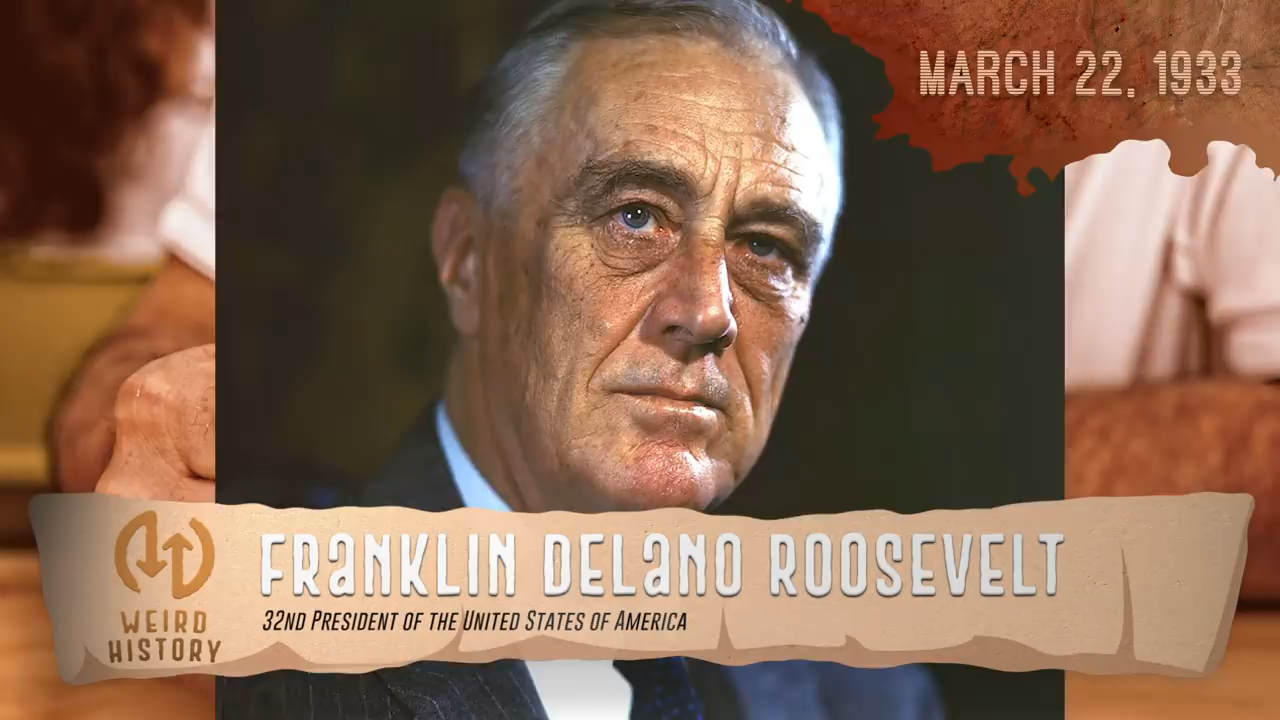 MARCH 22, 1933
FRANKLIN DELANO ROOSEVELT
32ND PRESIDENT OF THE UNITED STATES OF AMERICA
WEIRD
HISTORY